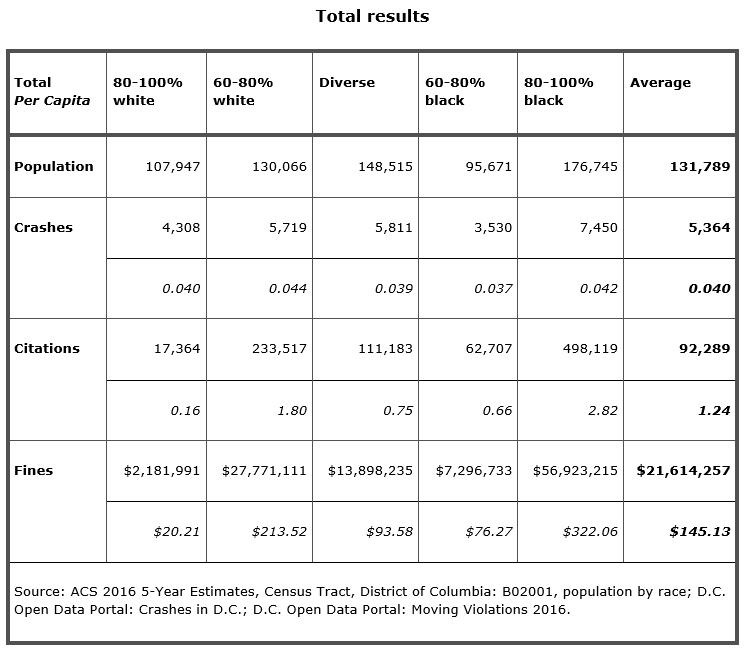 Total results
Total 80-100% 60-80% Diverse 60-80% 80-100% Average
Per Capita white white black black
Population 107,947 130,066 148,515 95,671 176,745 131,789
Crashes 4,308 5,719 5,811 3,530 7,450 5,364
0.040 0.044 0.039 0.037 0.042 0.040
Citations 17,364 233,517 111,183 62,707 498,119 92,289
0.16 1.80 0.75 0.66 2.82 1.24
Fines $2,181,991 $27,771,111 $13,898,235 $7,296,733 $56,923,215 $21,614,257
$20.21 $213.52 $93.58 $76.27 $322.06 $145.13
Source: ACS 2016 5-Year Estimates, Census Tract, District of Columbia: B02001, population by race; D.C.
Open Data Portal: Crashes in D.C.; D.C. Open Data Portal: Moving Violations 2016.